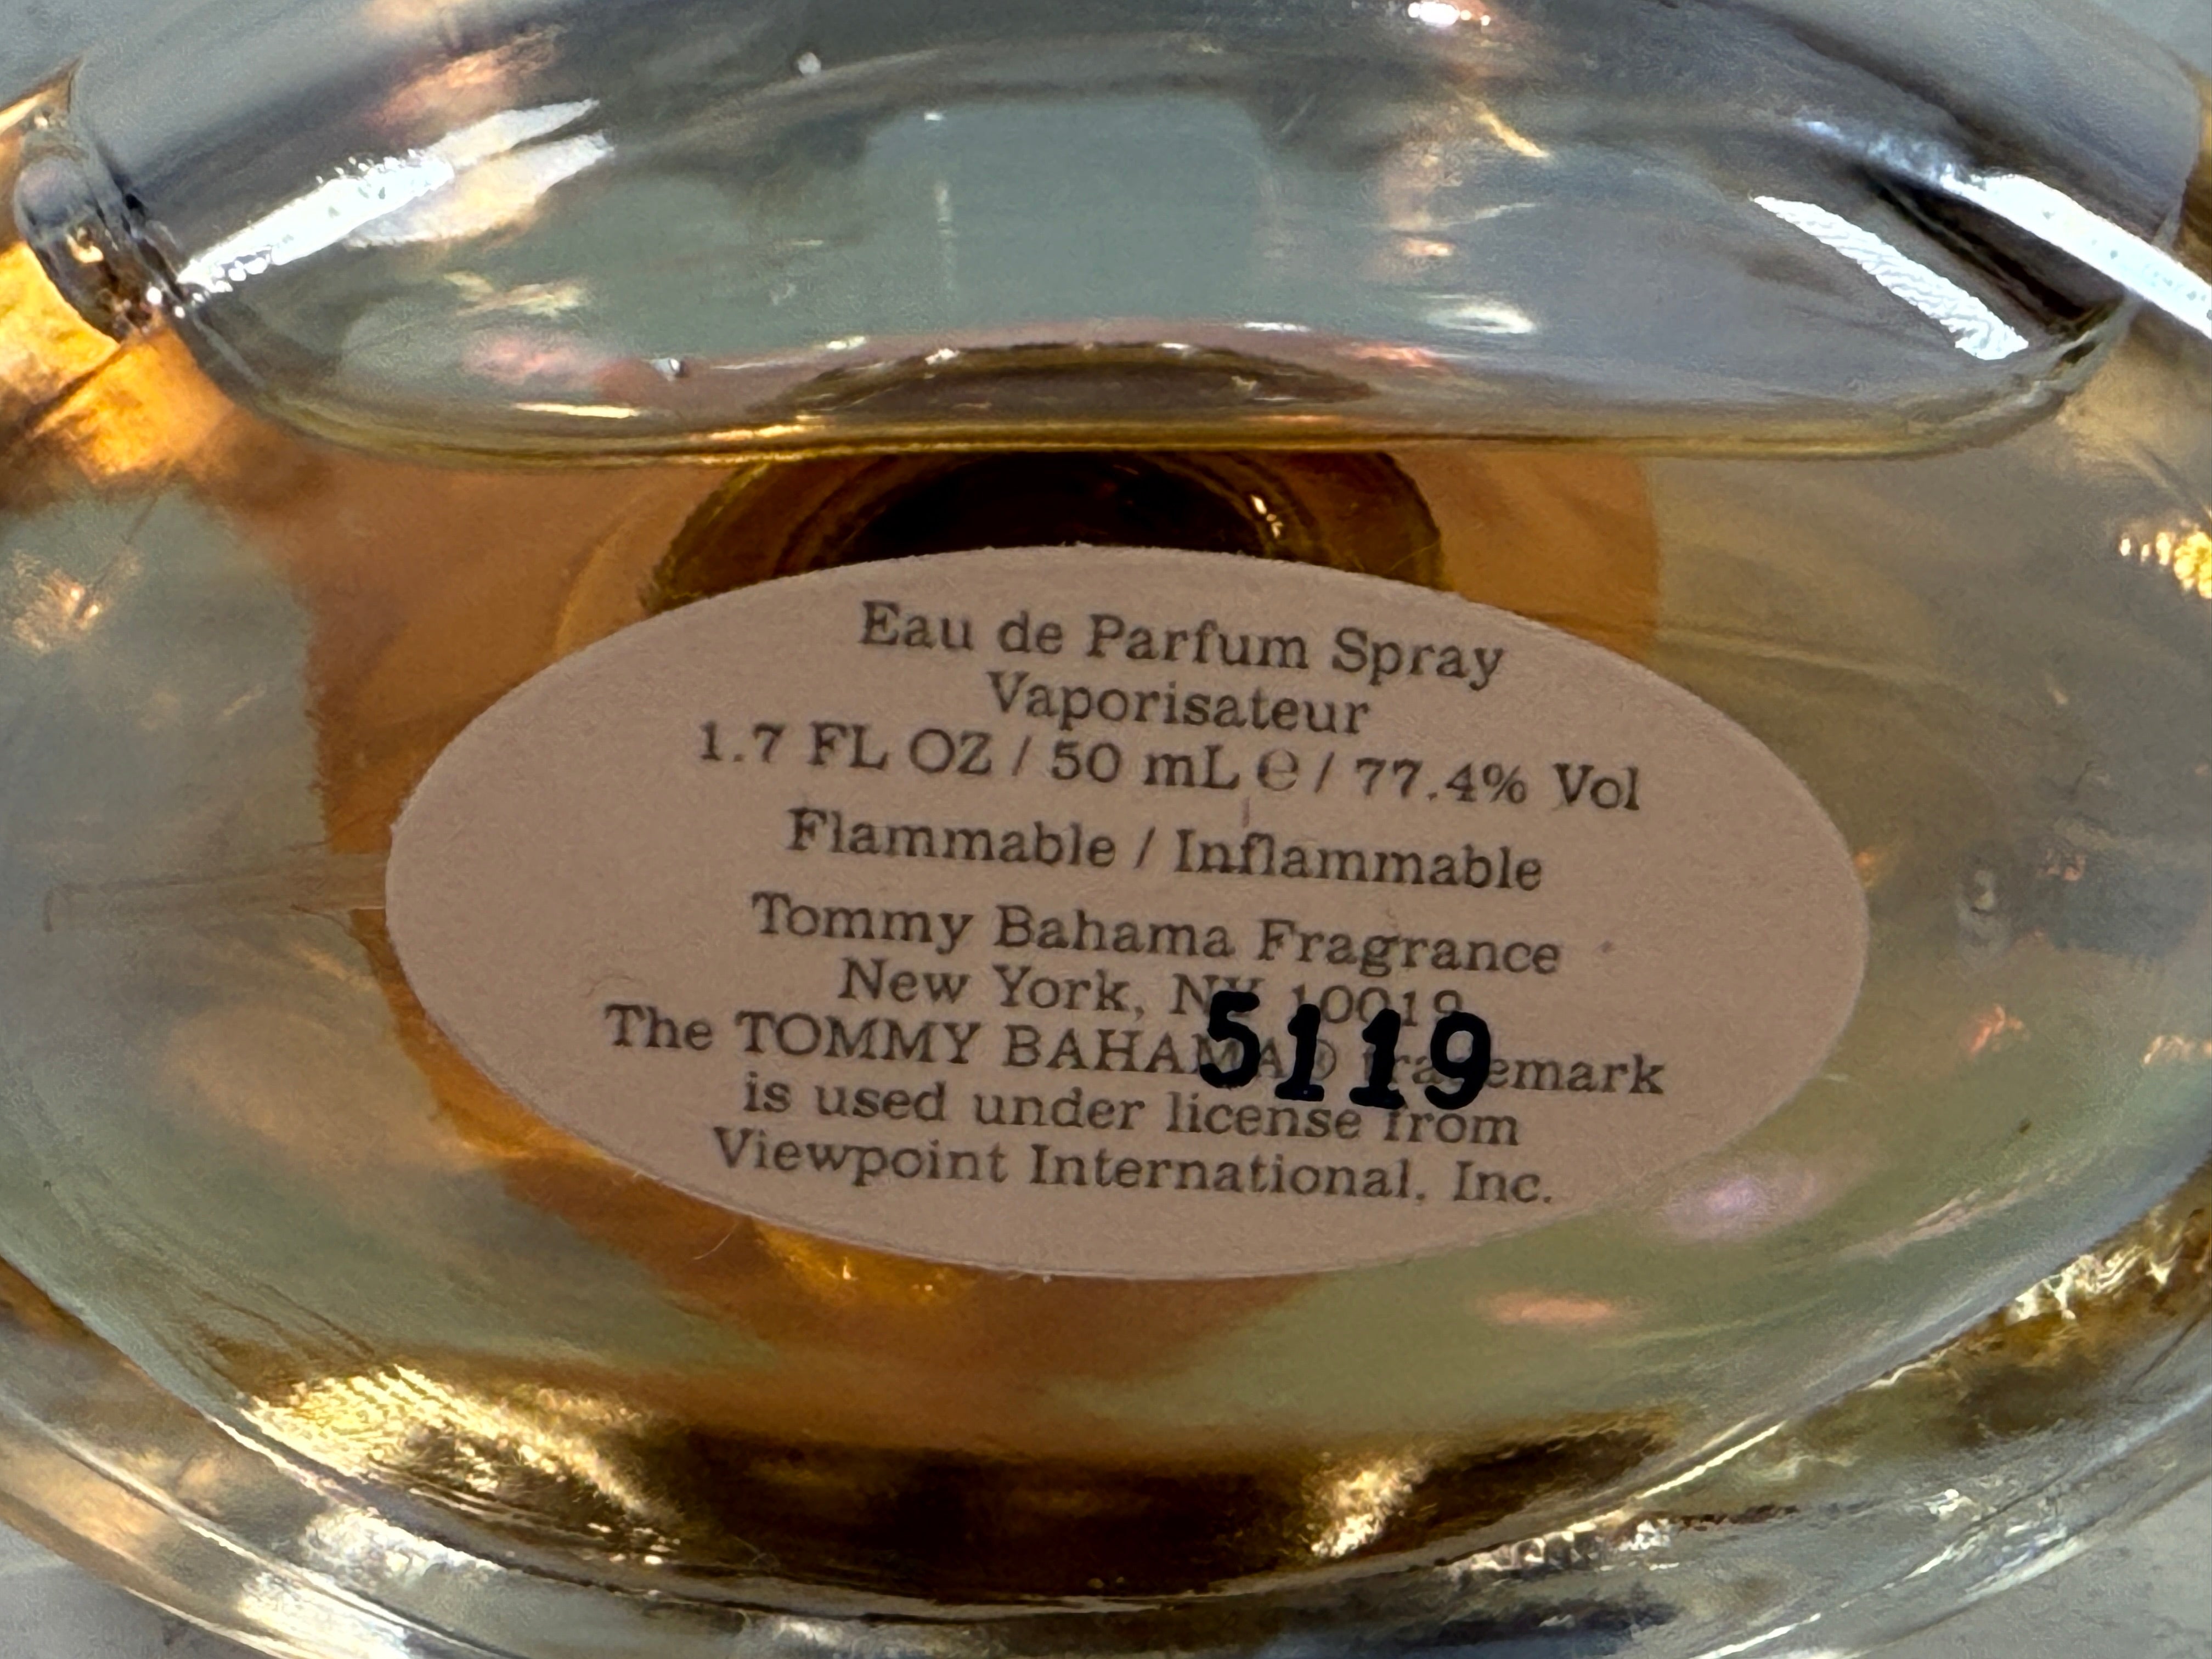 Eau de Parfum Spray
Vaporisateur
1.7 FL OZ / 50 mL ℮ / 77.4% Vol
Flammable / Inflammable
Tommy Bahama Fragrance
New York, NY 10019
The TOMMY BAHAMA® trademark
5119
is used under license from
Viewpoint International, Inc.